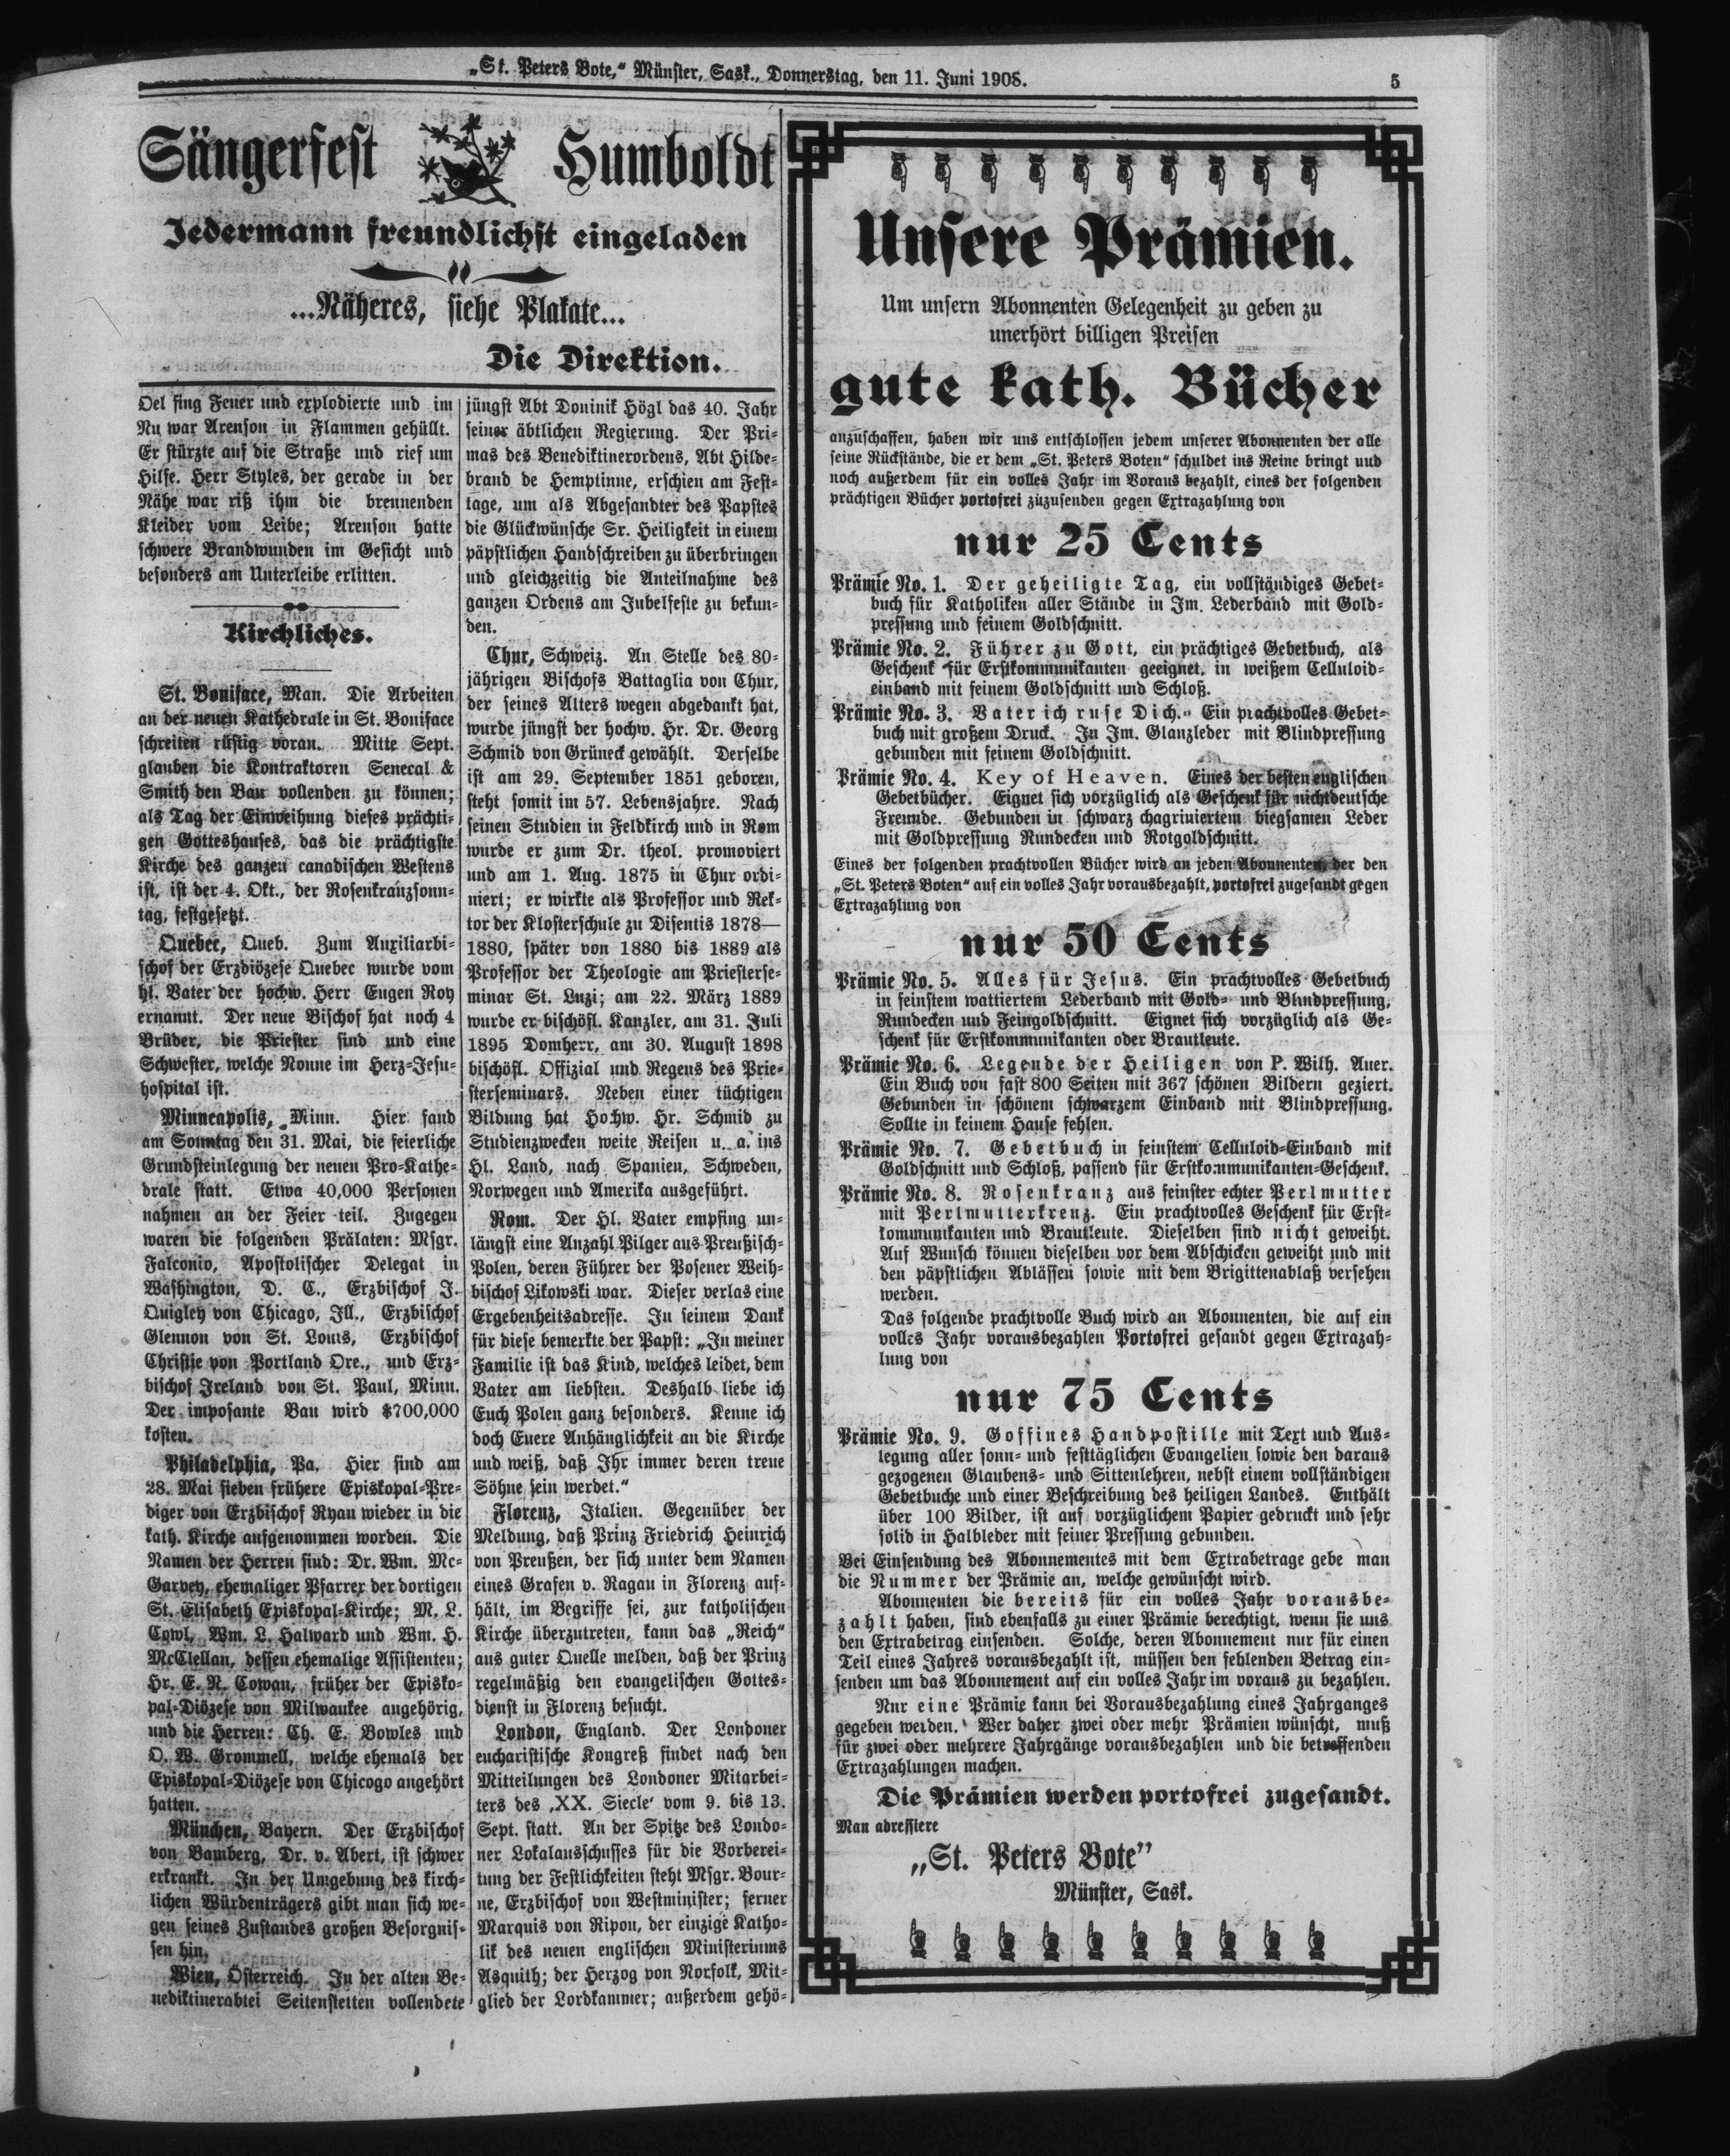 „St. Peters Bote,“ Münster, Sask., Donnerstag, den 11. Juni 1908.
5
Sängerfest Humboldt
Jedermann freundlichst eingeladen
...Näheres, siehe Plakate...
Die Direktion.
Oel fing Feuer und explodierte und im
Nu war Arenson in Flammen gehüllt.
Er stürzte auf die Straße und rief um
Hilfe. Herr Styles, der gerade in der
Nähe war riß ihm die brennenden
Kleider vom Leibe; Arenson hatte
schwere Brandwunden im Gesicht und
besonders am Unterleibe erlitten.
Kirchliches.
St. Boniface, Man. Die Arbeiten
an der neuen Kathedrale in St. Boniface
schreiten rüstig voran. Mitte Sept.
glauben die Kontraktoren Senecal &
Smith den Bau vollenden zu können;
als Tag der Einweihung dieses prächti-
gen Gotteshauses, das die prächtigste
Kirche des ganzen canadischen Westens
ist, ist der 4. Okt., der Rosenkranzsonn-
tag, festgesetzt.
Quebec, Queb. Zum Auxiliarbi-
schof der Erzdiözese Quebec wurde vom
hl. Vater der hochw. Herr Eugen Roy
ernannt. Der neue Bischof hat noch 4
Brüder, die Priester sind und eine
Schwester, welche Nonne im Herz-Jesu-
hospital ist.
Minneapolis, Minn. Hier fand
am Sonntag den 31. Mai, die feierliche
Grundsteinlegung der neuen Pro-Kathe-
drale statt. Etwa 40,000 Personen
nahmen an der Feier teil. Zugegen
waren die folgenden Prälaten: Msgr.
Falconio, Apostolischer Delegat in
Washington, D. C., Erzbischof J.
Quigley von Chicago, Ill., Erzbischof
Glennon von St. Louis, Erzbischof
Christie von Portland Ore., und Erz-
bischof Ireland von St. Paul, Minn.
Der imposante Bau wird $700,000
kosten.
Philadelphia, Pa. Hier sind am
28. Mai sieben frühere Episkopal-Pre-
diger von Erzbischof Ryan wieder in die
kath. Kirche aufgenommen worden. Die
Namen der Herren sind: Dr. Wm. Mc-
Garvey, ehemaliger Pfarrer der dortigen
St. Elisabeth Episkopal-Kirche; M. L.
Cowl, Wm. L. Halward und Wm. H.
McClellan, dessen ehemalige Assistenten;
Hr. E. N. Cowan, früher der Episko-
pal-Diözese von Milwaukee angehörig,
und die Herren: Ch. E. Bowles und
O. W. Grommell, welche ehemals der
Episkopal-Diözese von Chicogo angehört
hatten.
München, Bayern. Der Erzbischof
von Bamberg, Dr. v. Abert, ist schwer
erkrankt. In der Umgebung des kirch-
lichen Würdenträgers gibt man sich we-
gen seines Zustandes großen Besorgnis-
sen hin.
Wien, Österreich. In der alten Be-
nediktinerabtei Seitenstetten vollendete
jüngst Abt Dominik Högl das 40. Jahr
seiner äbtlichen Regierung. Der Pri-
mas des Benediktinerordens, Abt Hilde-
brand de Hemptinne, erschien am Fest-
tage, um als Abgesandter des Papstes
die Glückwünsche Sr. Heiligkeit in einem
päpstlichen Handschreiben zu überbringen
und gleichzeitig die Anteilnahme des
ganzen Ordens am Jubelfeste zu bekun-
den.
Chur, Schweiz. An Stelle des 80-
jährigen Bischofs Battaglia von Chur,
der seines Alters wegen abgedankt hat,
wurde jüngst der hochw. Hr. Dr. Georg
Schmid von Grüneck gewählt. Derselbe
ist am 29. September 1851 geboren,
steht somit im 57. Lebensjahre. Nach
seinen Studien in Feldkirch und in Rom
wurde er zum Dr. theol. promoviert
und am 1. Aug. 1875 in Chur ordi-
niert; er wirkte als Professor und Rek-
tor der Klosterschule zu Disentis 1878—
1880, später von 1880 bis 1889 als
Professor der Theologie am Priesterse-
minar St. Luzi; am 22. März 1889
wurde er bischöfl. Kanzler, am 31. Juli
1895 Domherr, am 30. August 1898
bischöfl. Offizial und Regens des Prie-
sterseminars. Neben einer tüchtigen
Bildung hat Hochw. Hr. Schmid zu
Studienzwecken weite Reisen u. a. ins
Hl. Land, nach Spanien, Schweden,
Norwegen und Amerika ausgeführt.
Rom. Der Hl. Vater empfing un-
längst eine Anzahl Pilger aus Preußisch-
Polen, deren Führer der Posener Weih-
bischof Likowski war. Dieser verlas eine
Ergebenheitsadresse. In seinem Dank
für diese bemerkte der Papst: „In meiner
Familie ist das Kind, welches leidet, dem
Vater am liebsten. Deshalb liebe ich
Euch Polen ganz besonders. Kenne ich
doch Euere Anhänglichkeit an die Kirche
und weiß, daß Ihr immer deren treue
Söhne sein werdet.“
Florenz, Italien. Gegenüber der
Meldung, daß Prinz Friedrich Heinrich
von Preußen, der sich unter dem Namen
eines Grafen v. Ragau in Florenz auf-
hält, im Begriffe sei, zur katholischen
Kirche überzutreten, kann das „Reich“
aus guter Quelle melden, daß der Prinz
regelmäßig den evangelischen Gottes-
dienst in Florenz besucht.
London, England. Der Londoner
eucharistische Kongreß findet nach den
Mitteilungen des Londoner Mitarbei-
ters des ‚XX. Siecle‘ vom 9. bis 13.
Sept. statt. An der Spitze des Londo-
ner Lokalausschusses für die Vorberei-
tung der Festlichkeiten steht Msgr. Bour-
ne, Erzbischof von Westminister; ferner
Marquis von Ripon, der einzige Katho-
lik des neuen englischen Ministeriums
Asquith; der Herzog von Norfolk, Mit-
glied der Lordkammer; außerdem gehö-
Unsere Prämien.
Um unsern Abonnenten Gelegenheit zu geben zu
unerhört billigen Preisen
gute kath. Bücher
anzuschaffen, haben wir uns entschlossen jedem unserer Abonnenten der alle
seine Rückstände, die er dem „St. Peters Boten“ schuldet ins Reine bringt und
noch außerdem für ein volles Jahr im Voraus bezahlt, eines der folgenden
prächtigen Bücher portofrei zuzusenden gegen Extrazahlung von
nur 25 Cents
Prämie No. 1. Der geheiligte Tag, ein vollständiges Gebet-
buch für Katholiken aller Stände in Im. Lederband mit Gold-
pressung und feinem Goldschnitt.
Prämie No. 2. Führer zu Gott, ein prächtiges Gebetbuch, als
Geschenk für Erstkommunikanten geeignet, in weißem Celluloid-
einband mit feinem Goldschnitt und Schloß.
Prämie No. 3. Vater ich rufe Dich. Ein prachtvolles Gebet-
buch mit großem Druck. In Im. Glanzleder mit Blindpressung
gebunden mit feinem Goldschnitt.
Prämie No. 4. Key of Heaven. Eines der besten englischen
Gebetbücher. Eignet sich vorzüglich als Geschenk für nichtdeutsche
Freunde. Gebunden in schwarz chagriniertem biegsamen Leder
mit Goldpressung Rundecken und Rotgoldschnitt.
Eines der folgenden prachtvollen Bücher wird an jeden Abonnenten, der den
„St. Peters Boten“ auf ein volles Jahr vorausbezahlt, portofrei zugesandt gegen
Extrazahlung von
nur 50 Cents
Prämie No. 5. Alles für Jesus. Ein prachtvolles Gebetbuch
in feinstem wattiertem Lederband mit Gold- und Blindpressung,
Rundecken und Feingoldschnitt. Eignet sich vorzüglich als Ge-
schenk für Erstkommunikanten oder Brautleute.
Prämie No. 6. Legende der Heiligen von P. Wilh. Auer.
Ein Buch von fast 800 Seiten mit 367 schönen Bildern geziert.
Gebunden in schönem schwarzem Einband mit Blindpressung.
Sollte in keinem Hause fehlen.
Prämie No. 7. Gebetbuch in feinstem Celluloid-Einband mit
Goldschnitt und Schloß, passend für Erstkommunikanten-Geschenk.
Prämie No. 8. Rosenkranz aus feinster echter Perlmutter
mit Perlmutterkreuz. Ein prachtvolles Geschenk für Erst-
kommunikanten und Brautleute. Dieselben sind nicht geweiht.
Auf Wunsch können dieselben vor dem Abschicken geweiht und mit
den päpstlichen Ablässen sowie mit dem Brigittenablaß versehen
werden.
Das folgende prachtvolle Buch wird an Abonnenten, die auf ein
volles Jahr vorausbezahlen Portofrei gesandt gegen Extrazah-
lung von
nur 75 Cents
Prämie No. 9. Goffines Handpostille mit Text und Aus-
legung aller sonn- und festtäglichen Evangelien sowie den daraus
gezogenen Glaubens- und Sittenlehren, nebst einem vollständigen
Gebetbuche und einer Beschreibung des heiligen Landes. Enthält
über 100 Bilder, ist auf vorzüglichem Papier gedruckt und sehr
solid in Halbleder mit feiner Pressung gebunden.
Bei Einsendung des Abonnementes mit dem Extrabetrage gebe man
die Nummer der Prämie an, welche gewünscht wird.
Abonnenten die bereits für ein volles Jahr vorausbe-
zahlt haben, sind ebenfalls zu einer Prämie berechtigt, wenn sie uns
den Extrabetrag einsenden. Solche, deren Abonnement nur für einen
Teil eines Jahres vorausbezahlt ist, müssen den fehlenden Betrag ein-
senden um das Abonnement auf ein volles Jahr im voraus zu bezahlen.
Nur eine Prämie kann bei Vorausbezahlung eines Jahrganges
gegeben werden. Wer daher zwei oder mehr Prämien wünscht, muß
für zwei oder mehrere Jahrgänge vorausbezahlen und die betreffenden
Extrazahlungen machen.
Die Prämien werden portofrei zugesandt.
Man adressiere
„St. Peters Bote”
Münster, Sask.